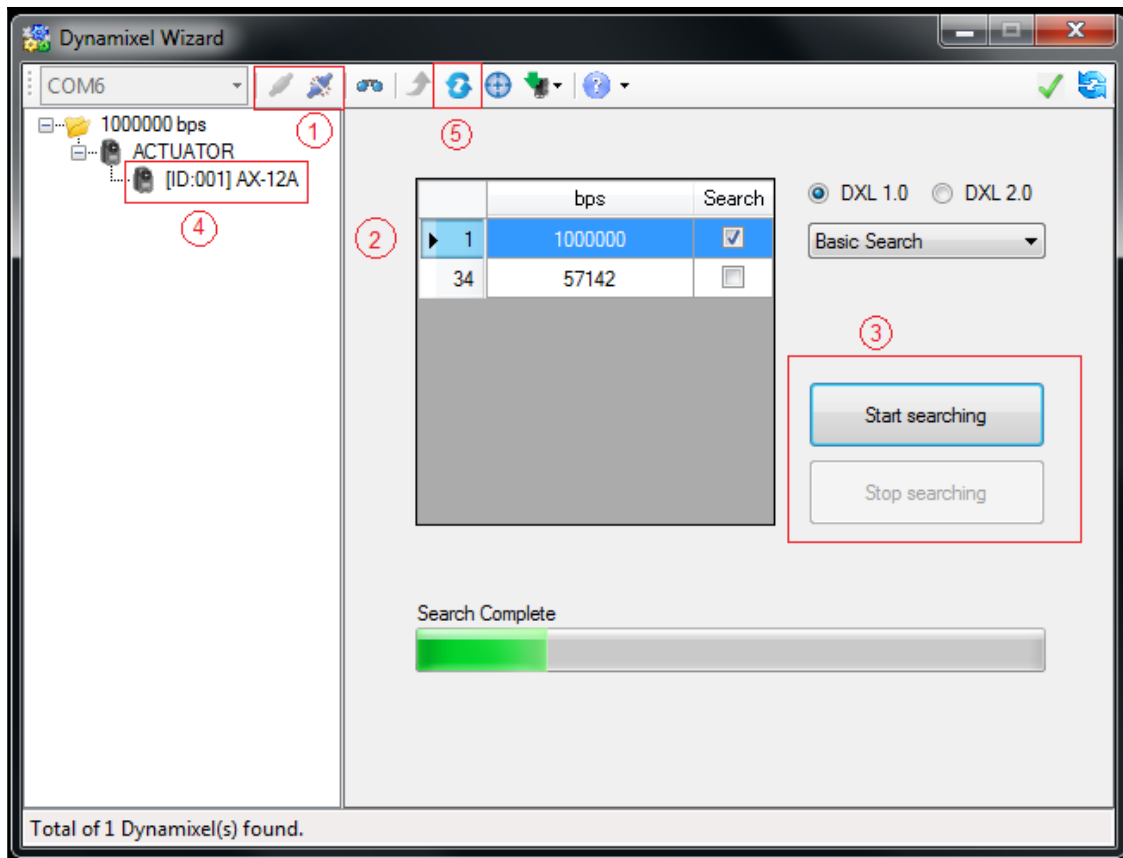 Dynamixel Wizard
COM6
1
5
1000000 bps
ACTUATOR
[ID:001] AX-12A
4
2
bps Search
1 1000000
34 57142
DXL 1.0 DXL 2.0
Basic Search
3
Start searching
Stop searching
Search Complete
Total of 1 Dynamixel(s) found.